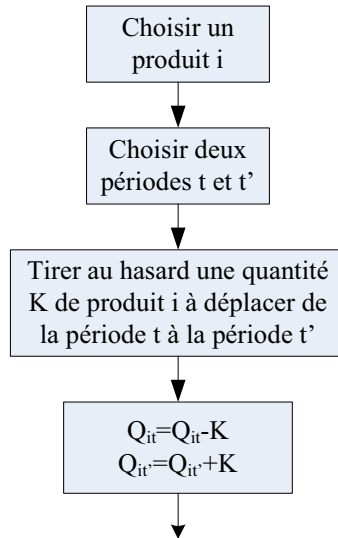 Choisir un
produit i
Choisir deux
périodes t et t’
Tirer au hasard une quantité
K de produit i à déplacer de
la période t à la période t’
Qit=Qit-K
Qit’=Qit’+K